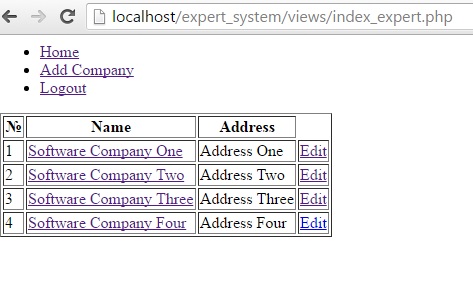 localhost/expert_system/views/index_expert.php
Home
Add Company
Logout
№ Name Address
1 Software Company One Address One Edit
2 Software Company Two Address Two Edit
3 Software Company Three Address Three Edit
4 Software Company Four Address Four Edit